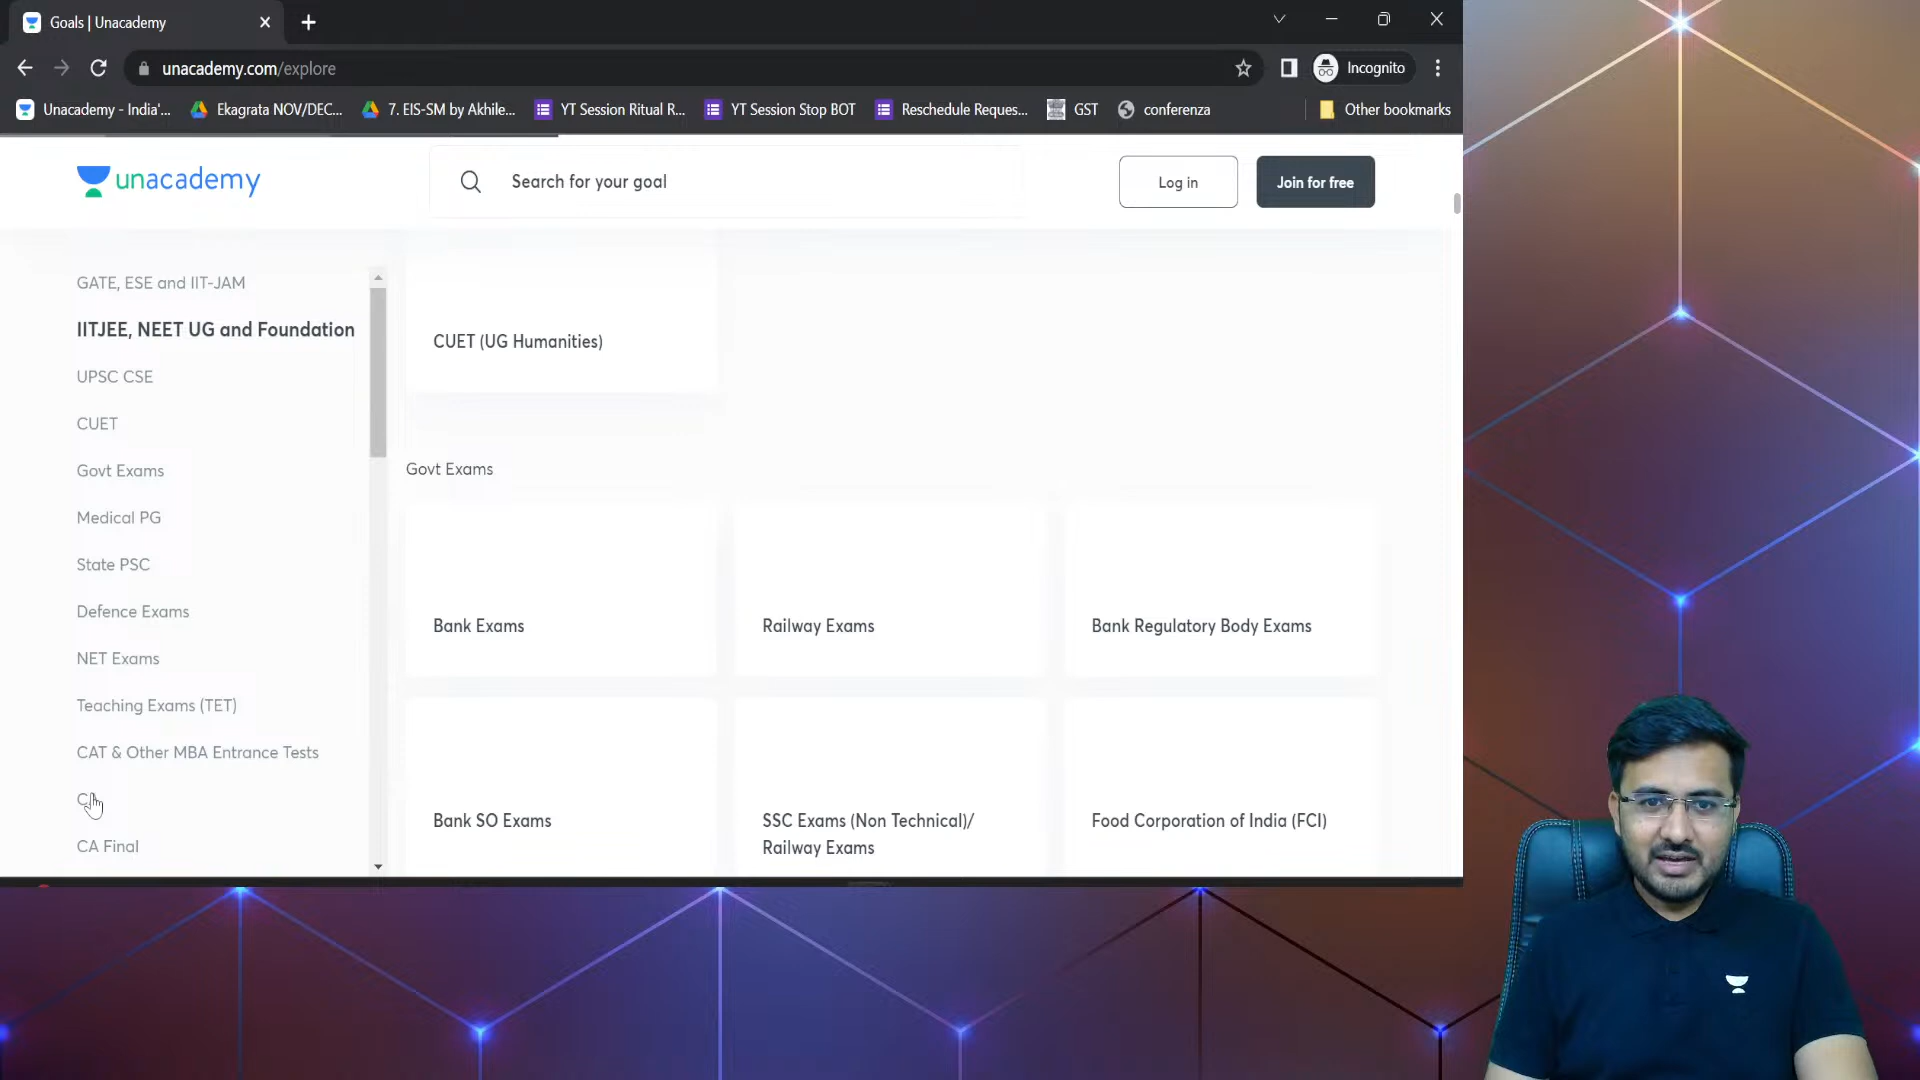 Goals | Unacademy
unacademy.com/explore
Incognito
Unacademy - India'...
Ekagrata NOV/DEC...
7. EIS-SM by Akhile...
YT Session Ritual R...
YT Session Stop BOT
Reschedule Reques...
GST
conferenza
Other bookmarks
unacademy
Search for your goal
Log in
Join for free
GATE, ESE and IIT-JAM
IITJEE, NEET UG and Foundation
UPSC CSE
CUET
Govt Exams
Medical PG
State PSC
Defence Exams
NET Exams
Teaching Exams (TET)
CAT & Other MBA Entrance Tests
CA Final
CUET (UG Humanities)
Govt Exams
Bank Exams
Railway Exams
Bank Regulatory Body Exams
Bank SO Exams
SSC Exams (Non Technical)/
Railway Exams
Food Corporation of India (FCI)